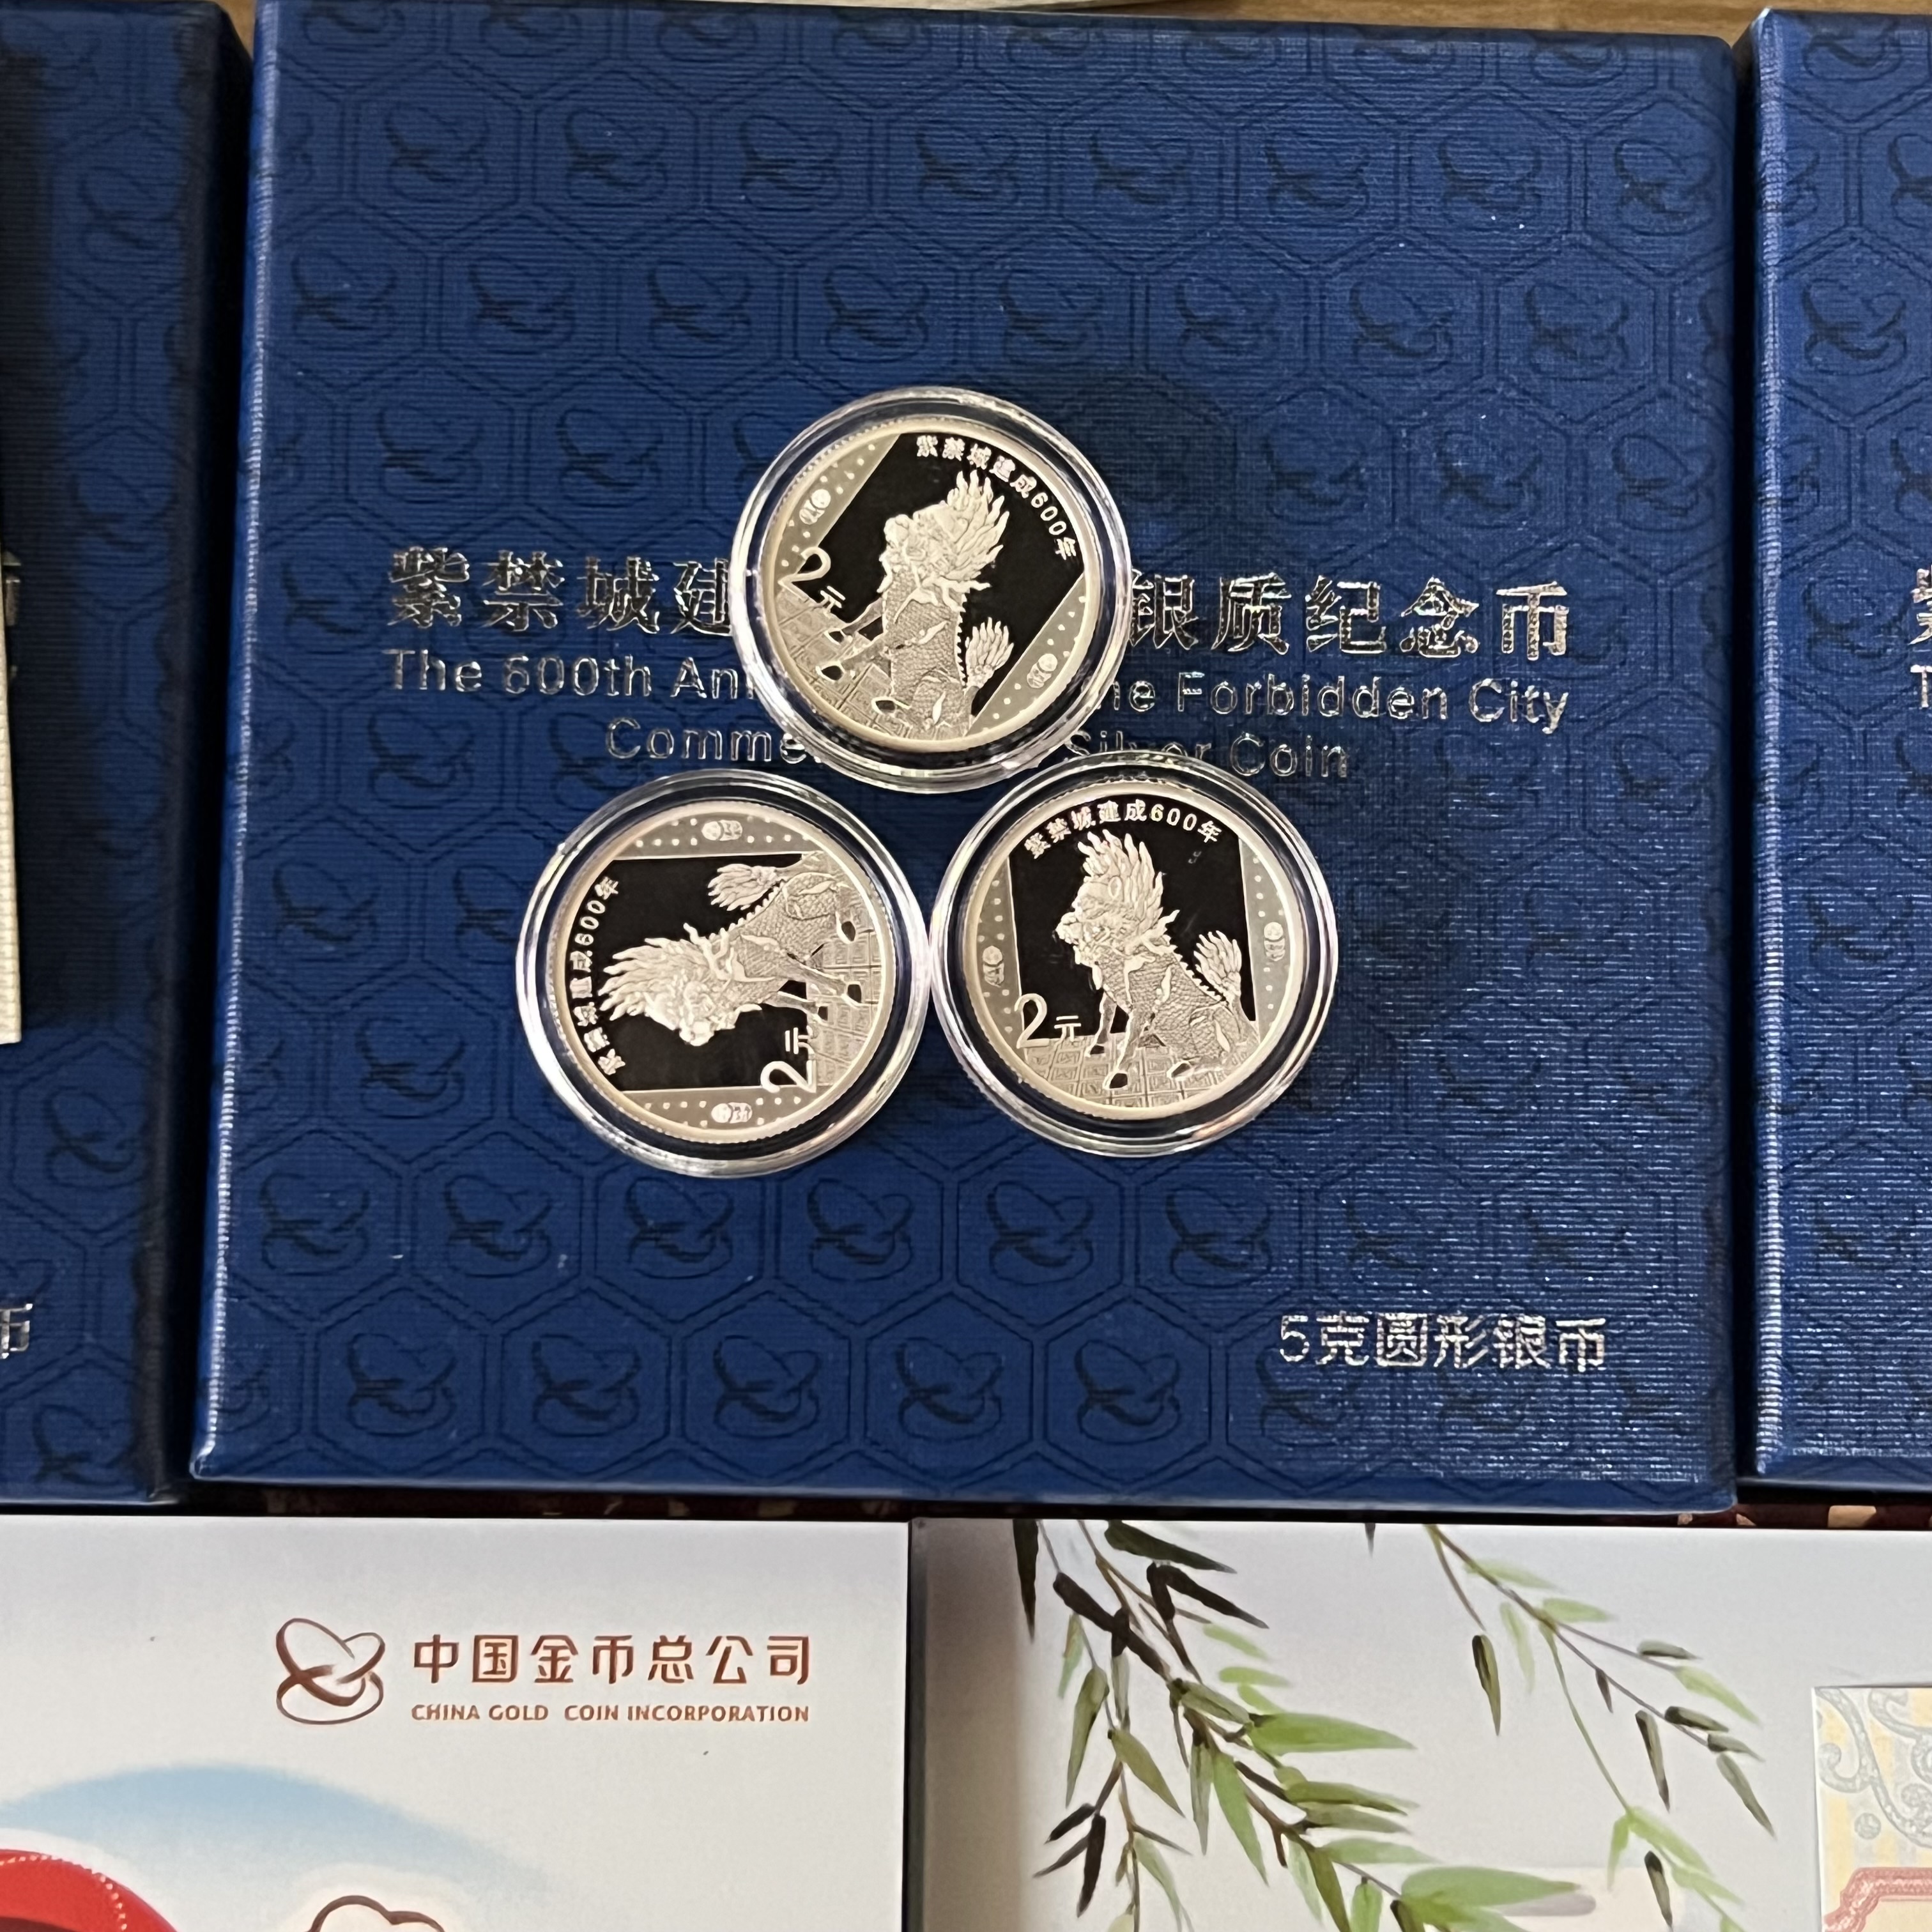 紫禁城建成600年
2元
紫禁城建 银质纪念币
The 600th Ann he Forbidden City
Comme Silver Coin
紫禁城建成600年
2元
紫禁城建成600年
2元
5克圆形银币
币
中国金币总公司
CHINA GOLD COIN INCORPORATION